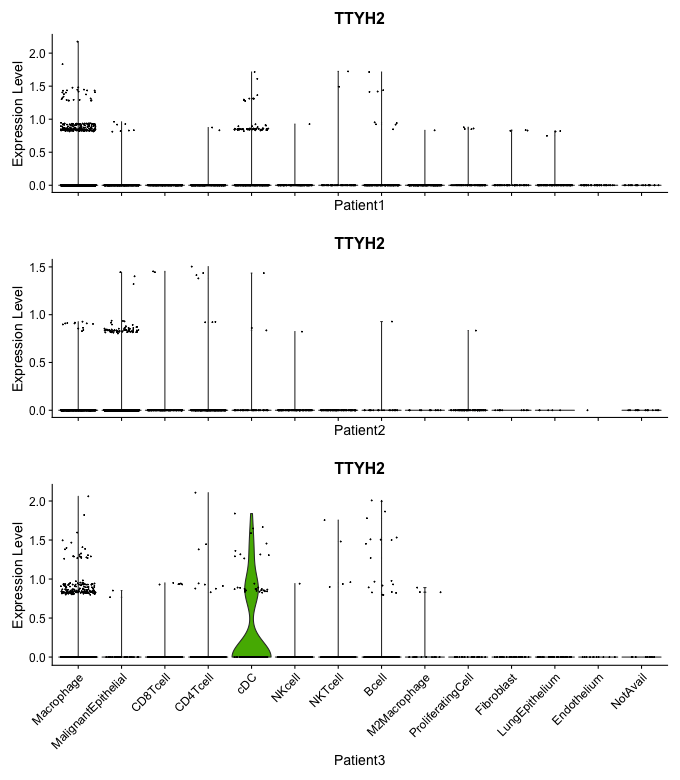 TTYH2
Expression Level
2.0
1.5
1.0
0.5
0.0
Patient1
TTYH2
Expression Level
1.5
1.0
0.5
0.0
Patient2
TTYH2
Expression Level
2.0
1.5
1.0
0.5
0.0
Macrophage
MalignantEpithelial
CD8Tcell
CD4Tcell
cDC
NKcell
NKTcell
Bcell
M2Macrophage
ProliferatingCell
Fibroblast
LungEpithelium
Endothelium
NotAvail
Patient3